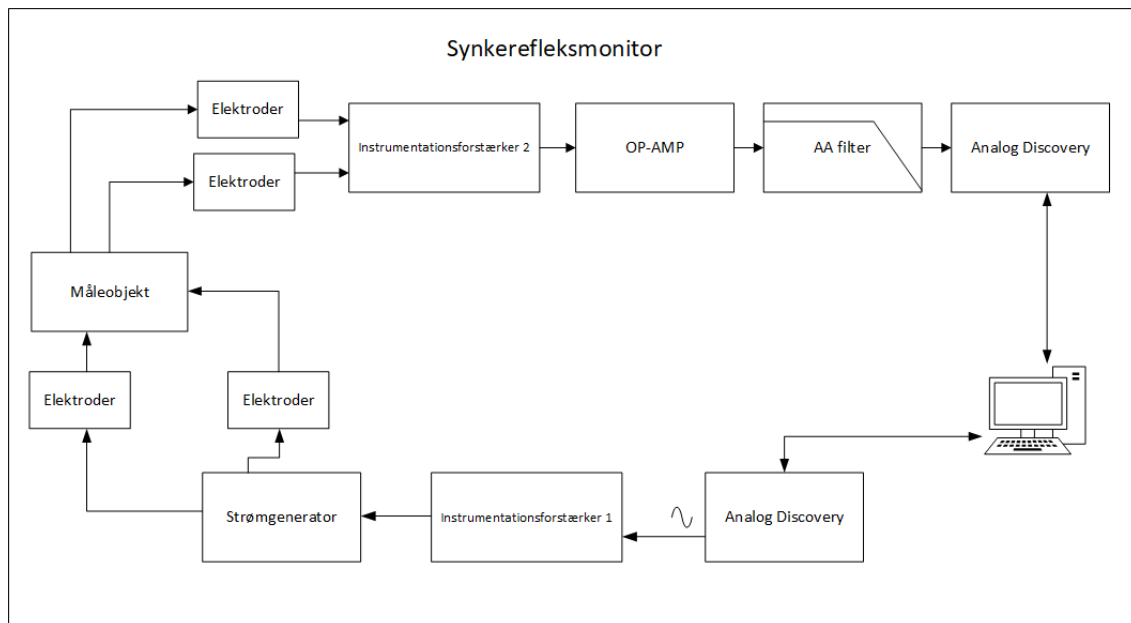 Synkerefleksmonitor
Elektroder
Elektroder
Instrumentationsforstærker 2
OP-AMP
AA filter
Analog Discovery
Måleobjekt
Elektroder
Elektroder
Strømgenerator
Instrumentationsforstærker 1
Analog Discovery